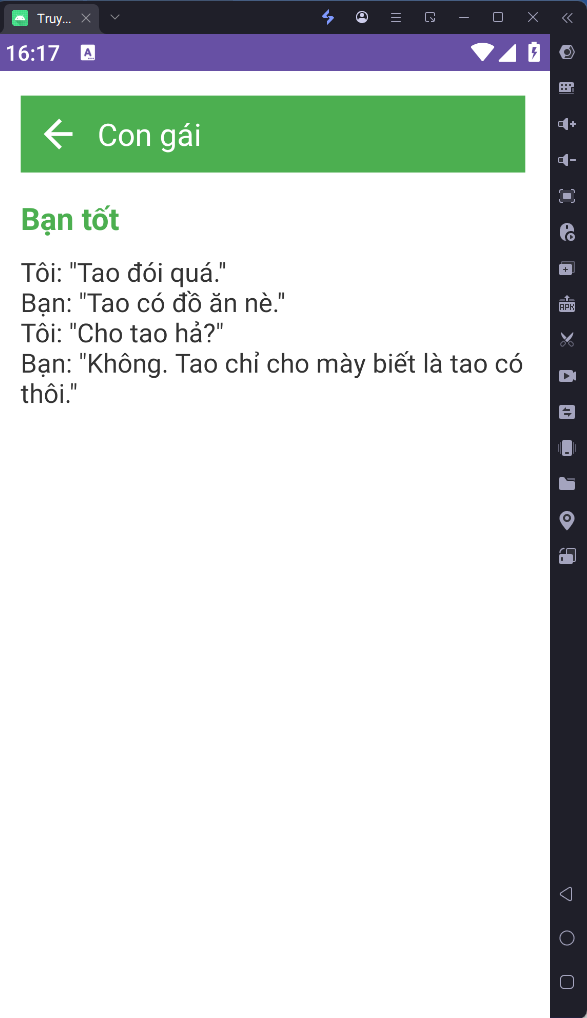 Truy...
16:17
A
Con gái
Bạn tốt
Tôi: "Tao đói quá."
Bạn: "Tao có đồ ăn nè."
Tôi: "Cho tao hả?"
Bạn: "Không. Tao chỉ cho mày biết là tao có
thôi."
APK